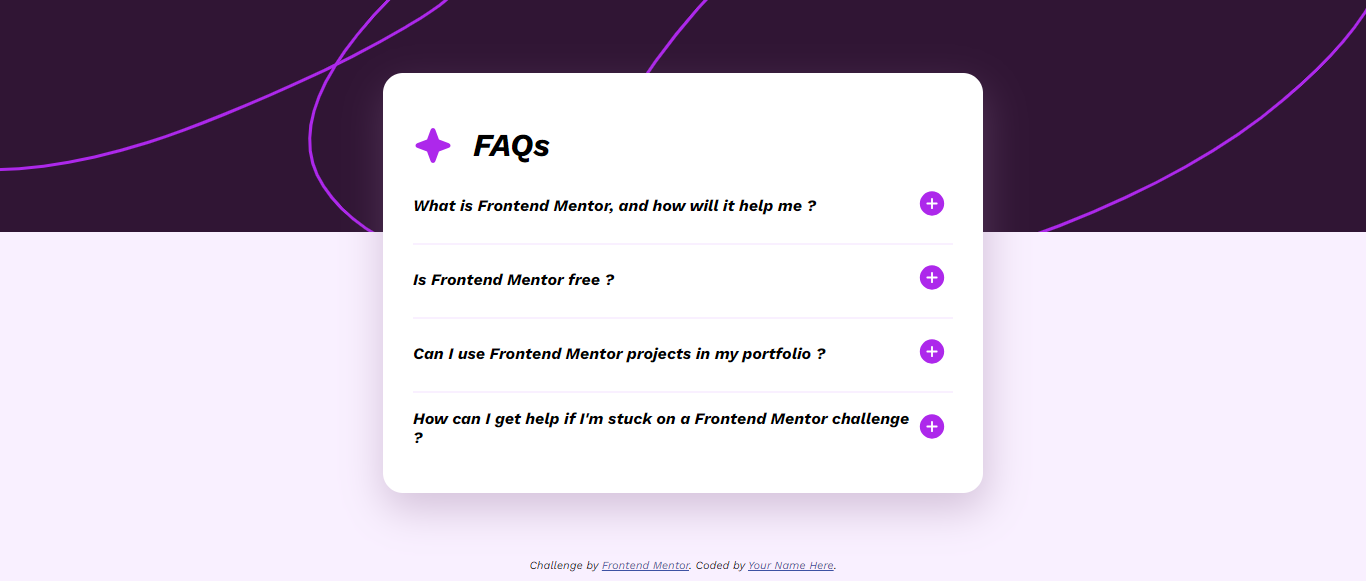 FAQs
What is Frontend Mentor, and how will it help me ?
Is Frontend Mentor free ?
Can I use Frontend Mentor projects in my portfolio ?
How can I get help if I'm stuck on a Frontend Mentor challenge
?
Challenge by Frontend Mentor. Coded by Your Name Here.